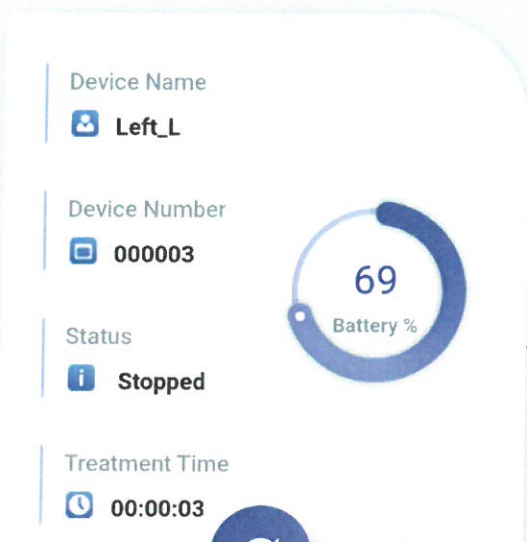 Device Name
Left_L
Device Number
000003
69
Battery %
Status
Stopped
Treatment Time
00:00:03